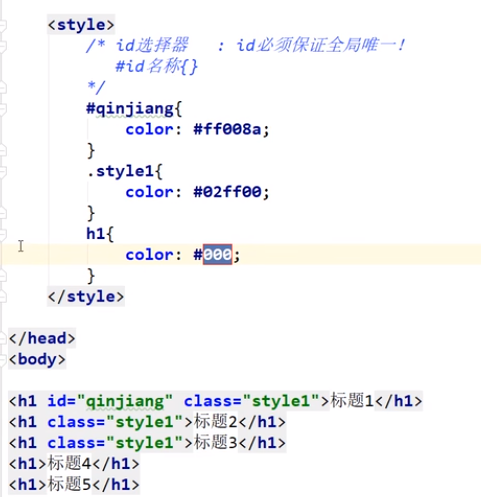 <style>
/* id选择器   : id必须保证全局唯一!
#id名称{}
*/
#qinjiang{
color: #ff008a;
}
.style1{
color: #02ff00;
}
h1{
color: #000;
}
</style>
</head>
<body>
<h1 id="qinjiang" class="style1">标题1</h1>
<h1 class="style1">标题2</h1>
<h1 class="style1">标题3</h1>
<h1>标题4</h1>
<h1>标题5</h1>